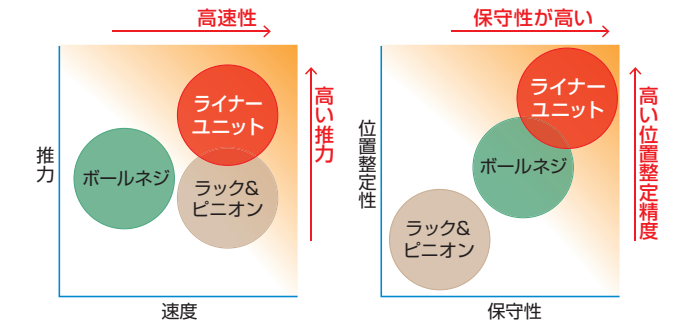 高速性
推力
ライナー
ユニット
ボールネジ
ラック&
ピニオン
高い推力
速度
保守性が高い
位置整定性
ライナー
ユニット
ボールネジ
ラック&
ピニオン
高い位置整定精度
保守性